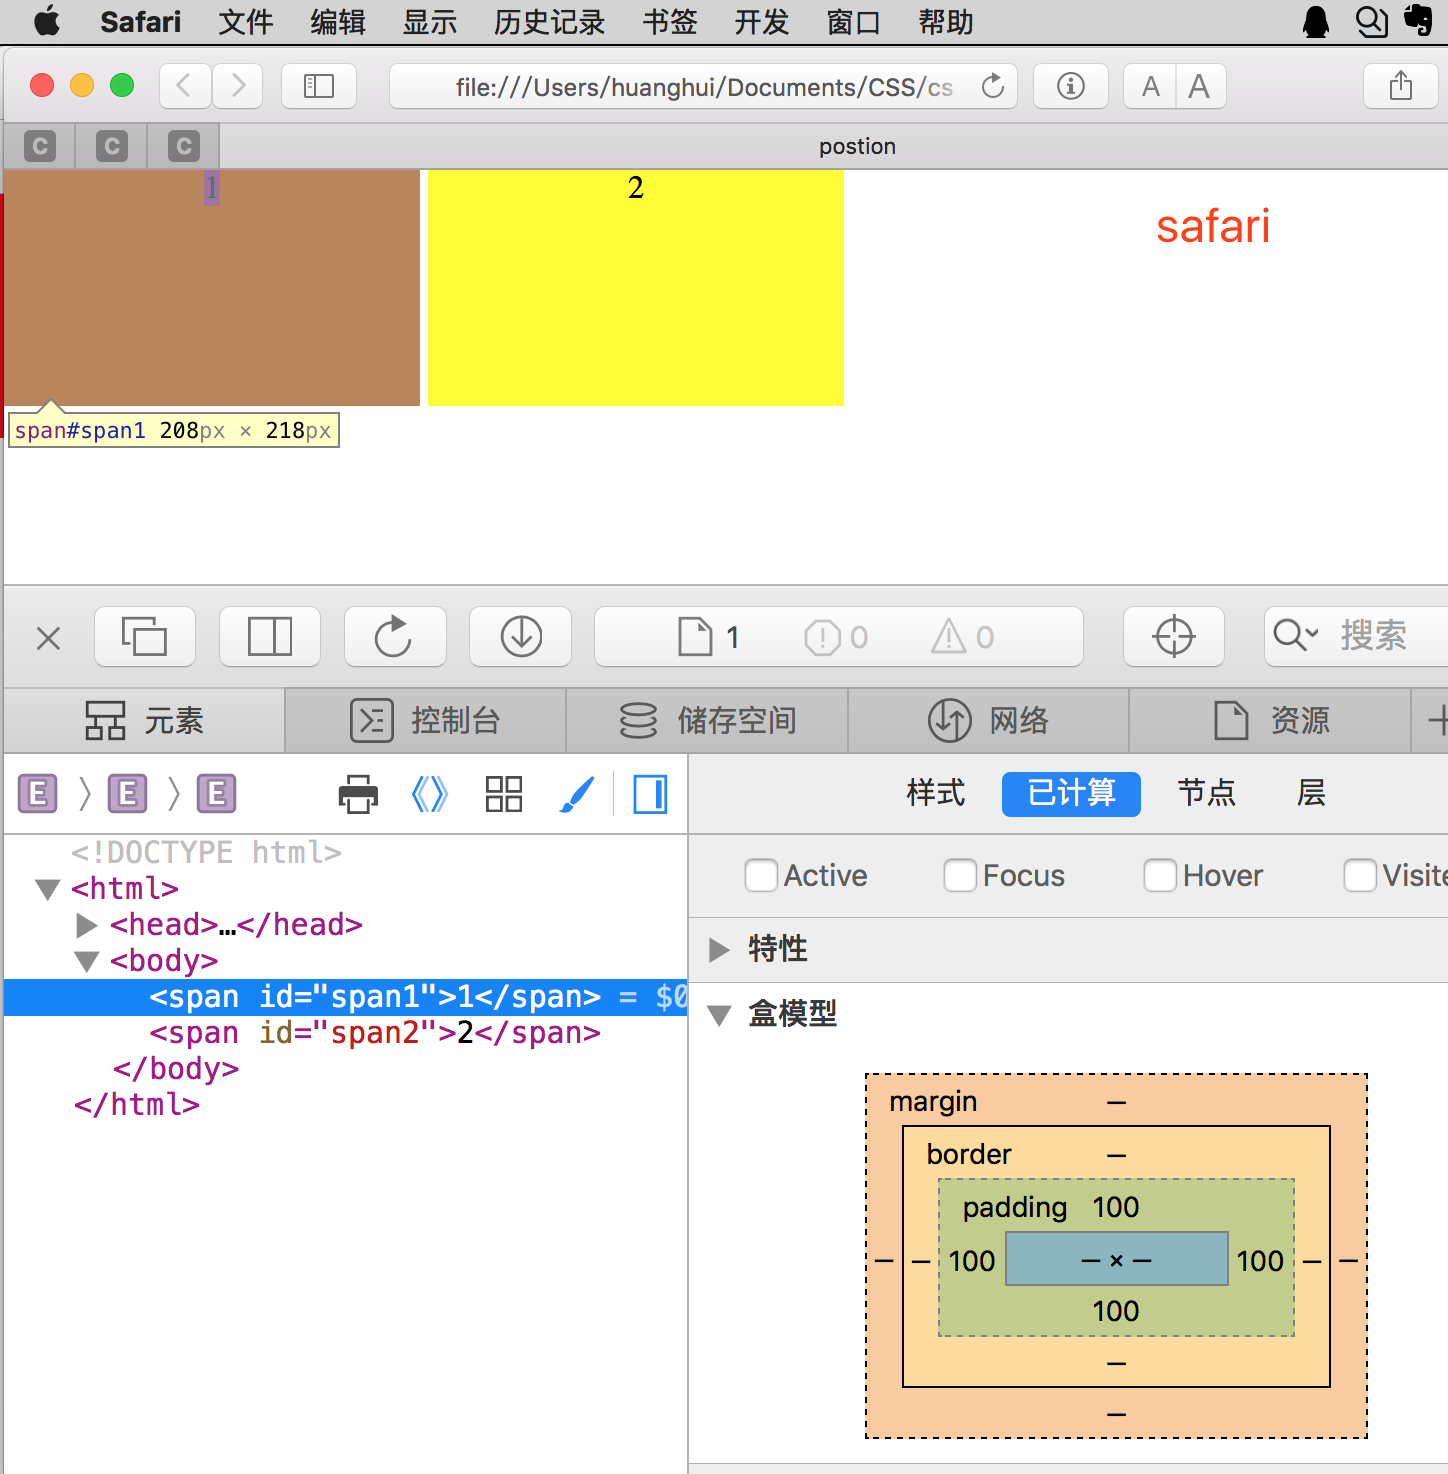 Safari 文件 编辑 显示 历史记录 书签 开发 窗口 帮助
file:///Users/huanghui/Documents/CSS/cs
A A
C C C postion
1 2
safari
span#span1 208px × 218px
1 0 0 搜索
元素 控制台 储存空间 网络 资源
E E E 样式 已计算 节点 层
<!DOCTYPE html>
<html>
<head>…</head>
<body>
<span id="span1">1</span> = $0
<span id="span2">2</span>
</body>
</html>
Active Focus Hover Visite
特性
盒模型
margin –
border –
padding 100
– – 100 – × – 100 – –
100
–
–